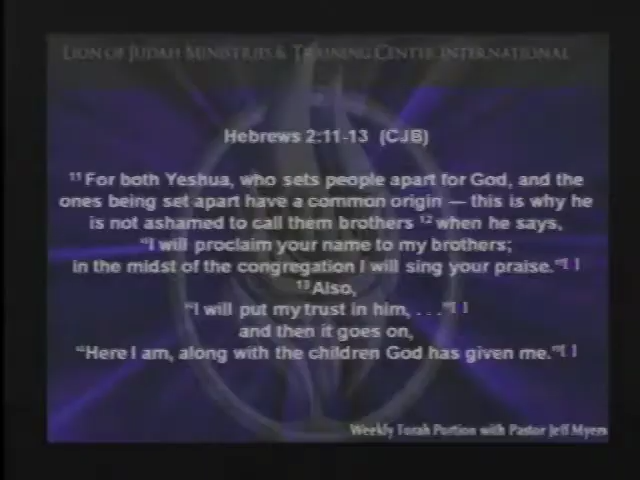 LION OF JUDAH MINISTRIES & TRAINING CENTER INTERNATIONAL
Hebrews 2:11-13 (CJB)
11 For both Yeshua, who sets people apart for God, and the
ones being set apart have a common origin — this is why he
is not ashamed to call them brothers 12 when he says,
“I will proclaim your name to my brothers;
in the midst of the congregation I will sing your praise.”[ ]
13 Also,
“I will put my trust in him, . . .”[ ]
and then it goes on,
“Here I am, along with the children God has given me.”[ ]
Weekly Torah Portion with Pastor Jeff Myers